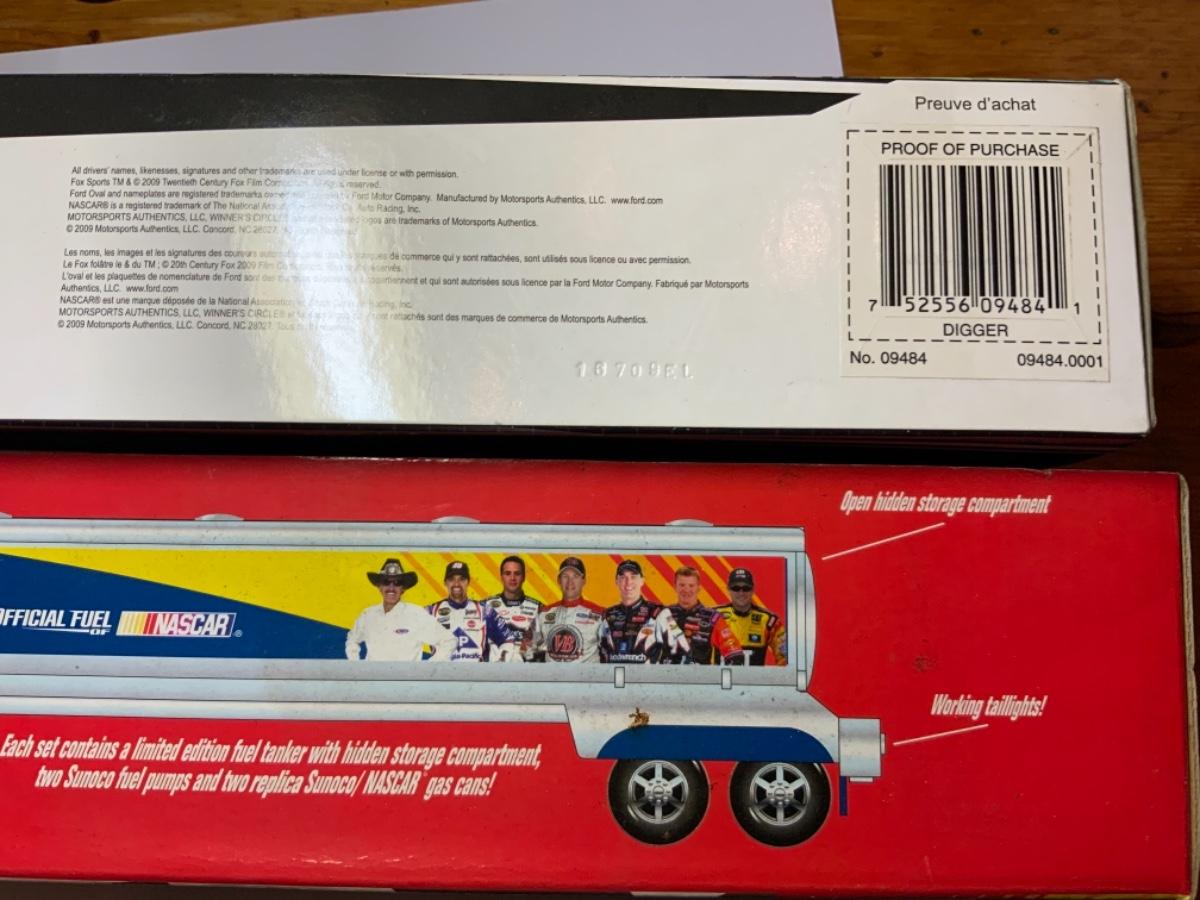 Preuve d'achat
PROOF OF PURCHASE
7 52556 09484 1
DIGGER
No. 09484 09484.0001
All drivers' names, likenesses, signatures and other trademarks are used under license or with permission.
Fox Sports TM & © 2009 Twentieth Century Fox Film reserved.
Ford Oval and nameplates are registered trademarks by Ford Motor Company. Manufactured by Motorsports Authentics, LLC. www.ford.com
NASCAR® is a registered trademark of The National Auto Racing, Inc.
MOTORSPORTS AUTHENTICS, LLC, WINNER'S CIRCLE logos are trademarks of Motorsports Authentics.
© 2009 Motorsports Authentics, LLC. Concord, NC 28027.
Les noms, les images et les signatures des coureurs de commerce qui y sont rattachées, sont utilisés sous licence ou avec permission.
Le Fox folâtre le & du TM ; © 20th Century Fox 2009 Film réservés.
L'oval et les plaquettes de nomenclature de Ford sont et qui sont autorisées sous licence par la Ford Motor Company. Fabriqué par Motorsports
Authentics, LLC. www.ford.com
NASCAR® est une marque déposée de la National Association Racing, Inc.
MOTORSPORTS AUTHENTICS, LLC, WINNER'S CIRCLE® rattachés sont des marques de commerce de Motorsports Authentics.
© 2009 Motorsports Authentics, LLC. Concord, NC 28027.
16709EL
Open hidden storage compartment
OFFICIAL FUEL
OF
NASCAR®
Working taillights!
Each set contains a limited edition fuel tanker with hidden storage compartment,
two Sunoco fuel pumps and two replica Sunoco/NASCAR® gas cans!